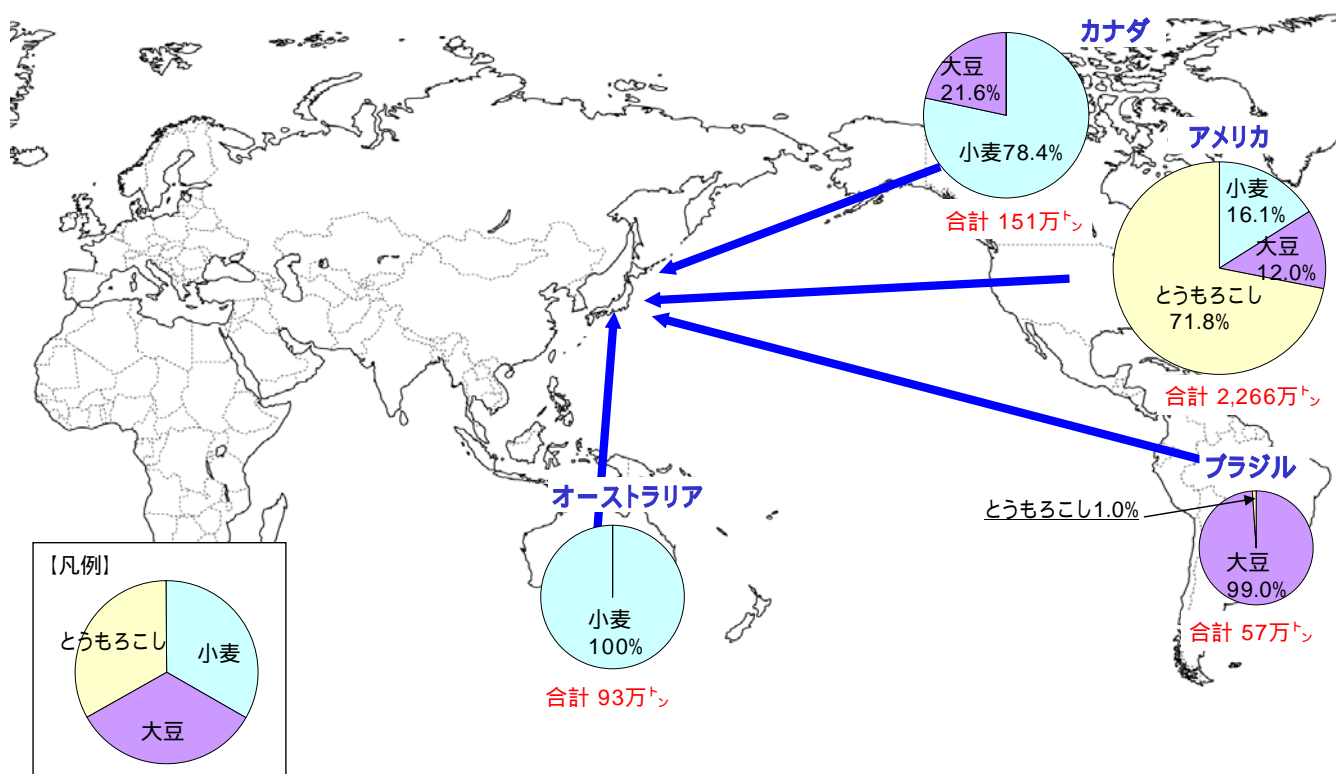 カナダ
大豆
21.6%
小麦78.4%
合計 151万㌧
アメリカ
小麦
16.1%
大豆
12.0%
とうもろこし
71.8%
合計 2,266万㌧
ブラジル
とうもろこし1.0%
大豆
99.0%
合計 57万㌧
オーストラリア
小麦
100%
合計 93万㌧
【凡例】
とうもろこし
小麦
大豆